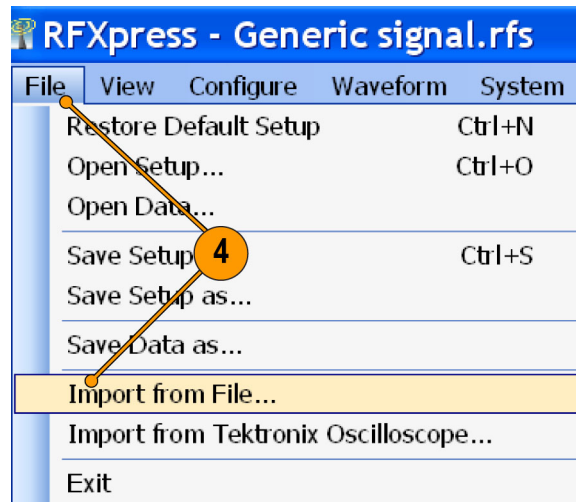 RFXpress - Generic signal.rfs
File View Configure Waveform System
Restore Default Setup Ctrl+N
Open Setup... Ctrl+O
Open Data...
Save Setup Ctrl+S
4
Save Setup as...
Save Data as...
Import from File...
Import from Tektronix Oscilloscope...
Exit